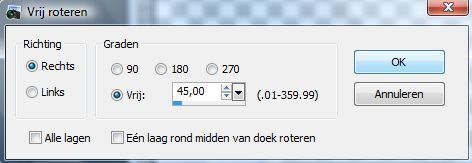 Vrij roteren
Richting
Rechts
Links
Graden
90
180
270
Vrij:
45,00
(.01-359.99)
OK
Annuleren
Alle lagen
Eén laag rond midden van doek roteren